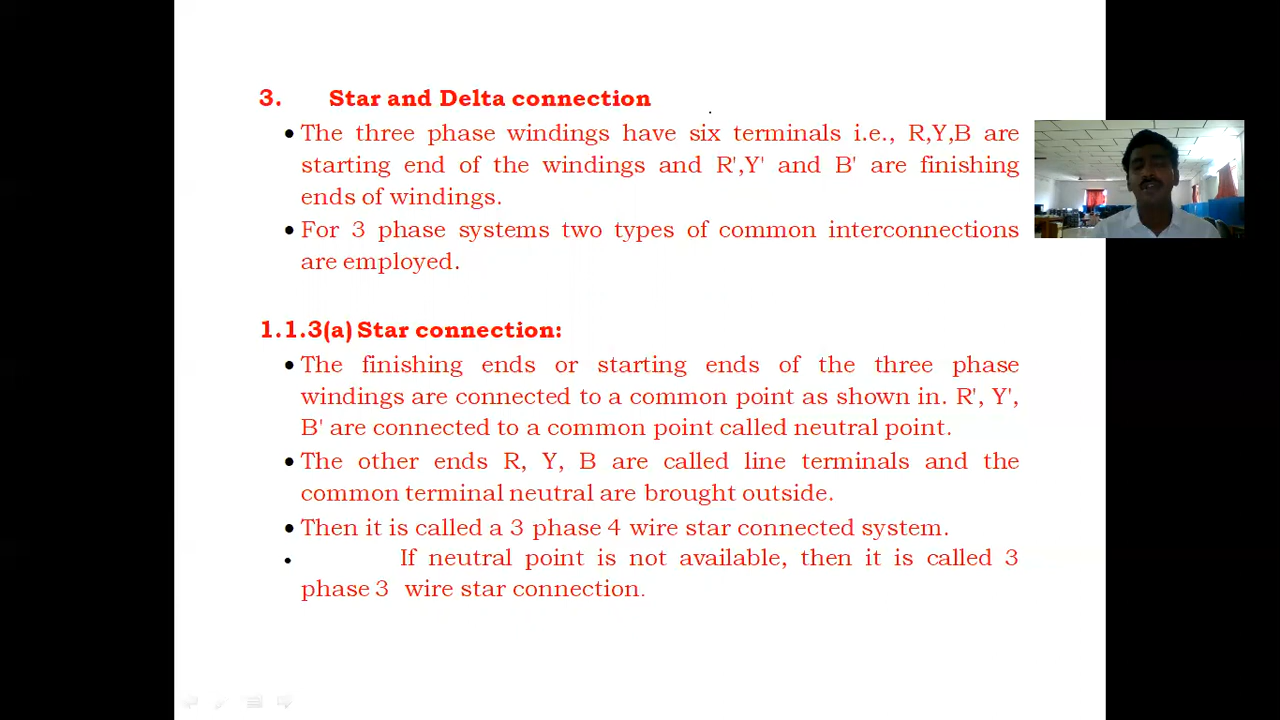 3. Star and Delta connection
• The three phase windings have six terminals i.e., R,Y,B are
starting end of the windings and R',Y' and B' are finishing
ends of windings.
• For 3 phase systems two types of common interconnections
are employed.
1.1.3(a) Star connection:
• The finishing ends or starting ends of the three phase
windings are connected to a common point as shown in. R', Y',
B' are connected to a common point called neutral point.
• The other ends R, Y, B are called line terminals and the
common terminal neutral are brought outside.
• Then it is called a 3 phase 4 wire star connected system.
• If neutral point is not available, then it is called 3
phase 3 wire star connection.